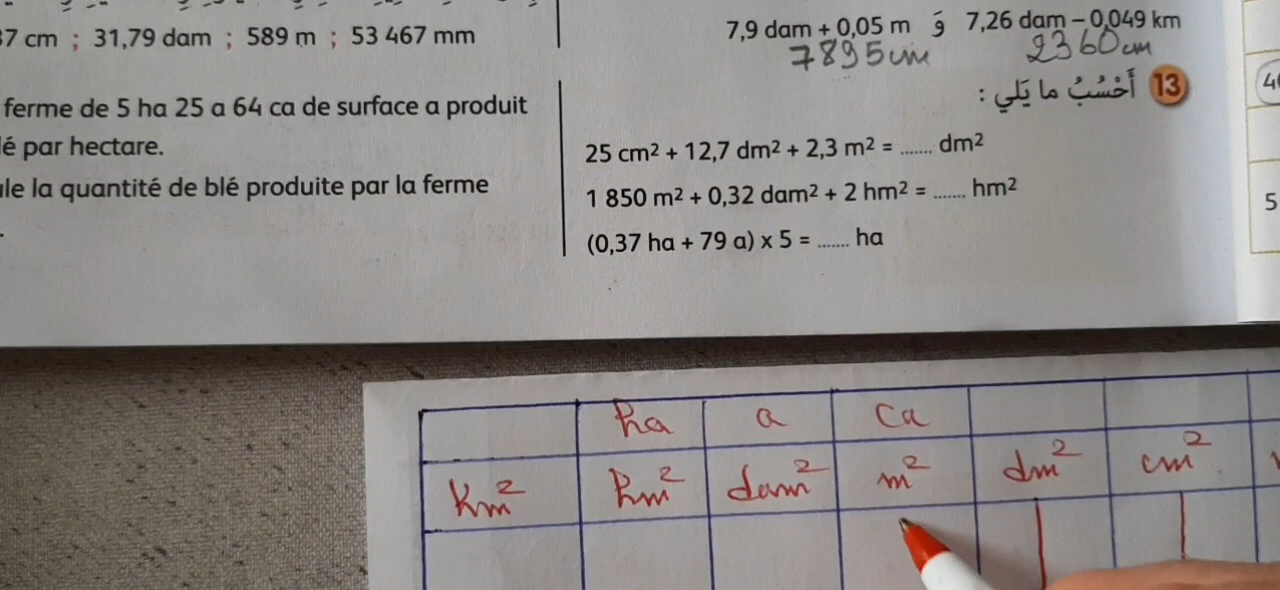 37 cm ; 31,79 dam ; 589 m ; 53 467 mm
ferme de 5 ha 25 a 64 ca de surface a produit
lé par hectare.
la quantité de blé produite par la ferme
7,9 dam + 0,05 m وَ 7,26 dam – 0,049 km
7895cm 2360cm
13 أَحْسُبُ ما يَلي :
25 cm² + 12,7 dm² + 2,3 m² = ....... dm²
1 850 m² + 0,32 dam² + 2 hm² = ....... hm²
(0,37 ha + 79 a) x 5 = ....... ha
5
ha a ca
km² hm² dam² m² dm² cm²